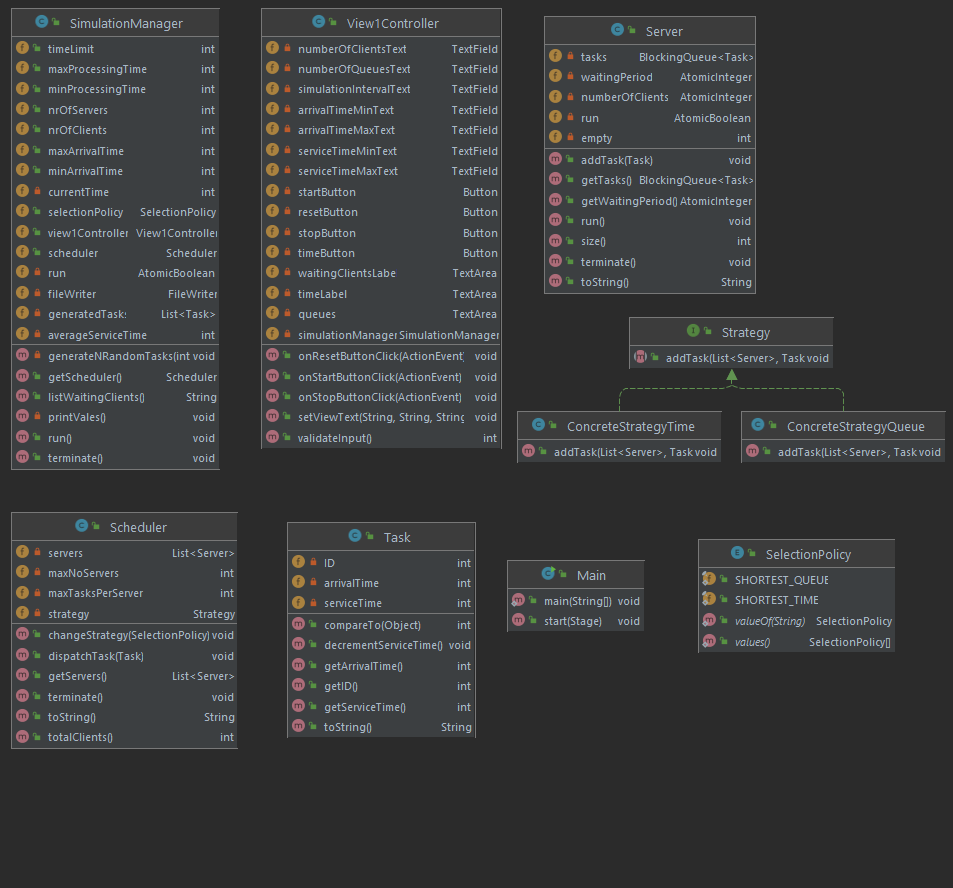 SimulationManager
timeLimit int
maxProcessingTime int
minProcessingTime int
nrOfServers int
nrOfClients int
maxArrivalTime int
minArrivalTime int
currentTime int
selectionPolicy SelectionPolicy
view1Controller View1Controller
scheduler Scheduler
run AtomicBoolean
fileWriter FileWriter
generatedTasks List<Task>
averageServiceTime int
generateNRandomTasks(int void
getScheduler() Scheduler
listWaitingClients() String
printVales() void
run() void
terminate() void
View1Controller
numberOfClientsText TextField
numberOfQueuesText TextField
simulationIntervalText TextField
arrivalTimeMinText TextField
arrivalTimeMaxText TextField
serviceTimeMinText TextField
serviceTimeMaxText TextField
startButton Button
resetButton Button
stopButton Button
timeButton Button
waitingClientsLabe TextArea
timeLabel TextArea
queues TextArea
simulationManager SimulationManager
onResetButtonClick(ActionEvent) void
onStartButtonClick(ActionEvent) void
onStopButtonClick(ActionEvent) void
setViewText(String, String, String void
validateInput() int
Server
tasks BlockingQueue<Task>
waitingPeriod AtomicInteger
numberOfClients AtomicInteger
run AtomicBoolean
empty int
addTask(Task) void
getTasks() BlockingQueue<Task>
getWaitingPeriod() AtomicInteger
run() void
size() int
terminate() void
toString() String
Strategy
addTask(List<Server>, Task void
ConcreteStrategyTime
addTask(List<Server>, Task void
ConcreteStrategyQueue
addTask(List<Server>, Task void
Scheduler
servers List<Server>
maxNoServers int
maxTasksPerServer int
strategy Strategy
changeStrategy(SelectionPolicy) void
dispatchTask(Task) void
getServers() List<Server>
terminate() void
toString() String
totalClients() int
Task
ID int
arrivalTime int
serviceTime int
compareTo(Object) int
decrementServiceTime() void
getArrivalTime() int
getID() int
getServiceTime() int
toString() String
Main
main(String[]) void
start(Stage) void
SelectionPolicy
SHORTEST_QUEUE
SHORTEST_TIME
valueOf(String) SelectionPolicy
values() SelectionPolicy[]